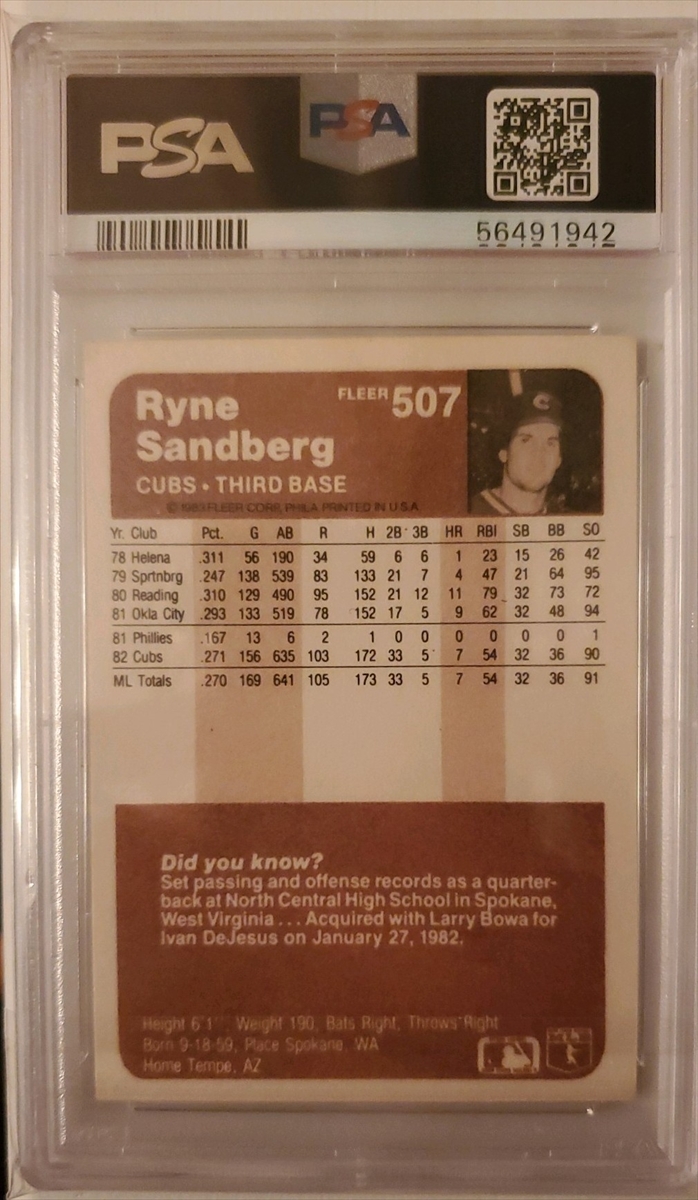 PSA PSA
56491942
Ryne FLEER 507
Sandberg
CUBS • THIRD BASE
© 1983 FLEER CORP. PHILA PRINTED IN U.S.A.
Yr. Club Pct. G AB R H 2B 3B HR RBI SB BB SO
78 Helena .311 56 190 34 59 6 6 1 23 15 26 42
79 Sprtnbrg .247 138 539 83 133 21 7 4 47 21 64 95
80 Reading .310 129 490 95 152 21 12 11 79 32 73 72
81 Okla City .293 133 519 78 152 17 5 9 62 32 48 94
81 Phillies .167 13 6 2 1 0 0 0 0 0 0 1
82 Cubs .271 156 635 103 172 33 5 7 54 32 36 90
ML Totals .270 169 641 105 173 33 5 7 54 32 36 91
Did you know?
Set passing and offense records as a quarter-
back at North Central High School in Spokane,
West Virginia . . . Acquired with Larry Bowa for
Ivan DeJesus on January 27, 1982.
Height 6'1", Weight 190, Bats Right, Throws Right
Born 9-18-59, Place Spokane, WA
Home Tempe, AZ